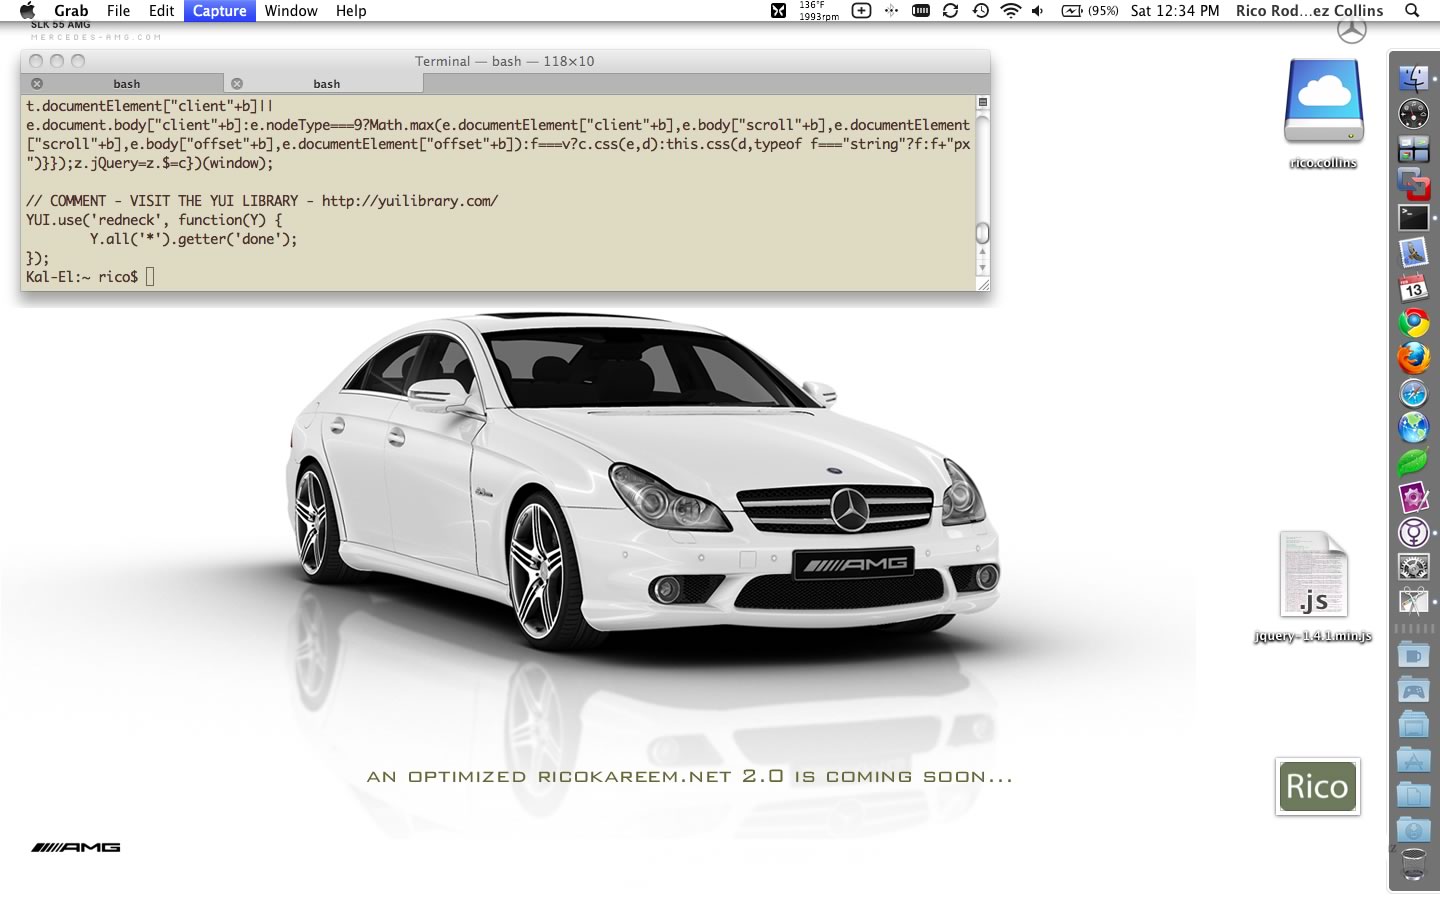 Grab File Edit Capture Window Help
136°F
1993rpm
(95%) Sat 12:34 PM Rico Rod...ez Collins
SLK 55 AMG
MERCEDES-AMG.COM
Terminal — bash — 118×10
bash bash
t.documentElement["client"+b]||
e.document.body["client"+b]:e.nodeType===9?Math.max(e.documentElement["client"+b],e.body["scroll"+b],e.documentElement
["scroll"+b],e.body["offset"+b],e.documentElement["offset"+b]):f===v?c.css(e,d):this.css(d,typeof f==="string"?f:f+"px
")}});z.jQuery=z.$=c})(window);
// COMMENT - VISIT THE YUI LIBRARY - http://yuilibrary.com/
YUI.use('redneck', function(Y) {
Y.all('*').getter('done');
});
Kal-El:~ rico$
rico.collins
13
AMG
.js
jquery-1.4.1.min.js
AN OPTIMIZED RICOKAREEM.NET 2.0 IS COMING SOON...
Rico
AMG